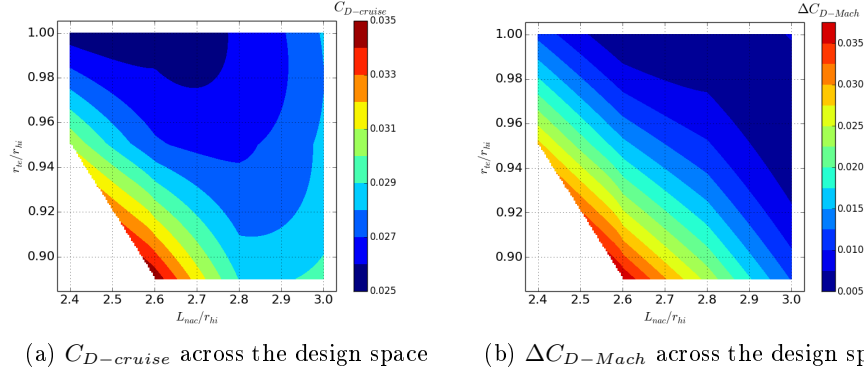 C_{D-cruise}
1.00
0.98
0.96
0.94
0.92
0.90
r_{te}/r_{hi}
2.4 2.5 2.6 2.7 2.8 2.9 3.0
L_{nac}/r_{hi}
0.035
0.033
0.031
0.029
0.027
0.025
(a) C_{D-cruise} across the design space
ΔC_{D-Mach}
1.00
0.98
0.96
0.94
0.92
0.90
r_{te}/r_{hi}
2.4 2.5 2.6 2.7 2.8 2.9 3.0
L_{nac}/r_{hi}
0.035
0.030
0.025
0.020
0.015
0.010
0.005
(b) ΔC_{D-Mach} across the design sp